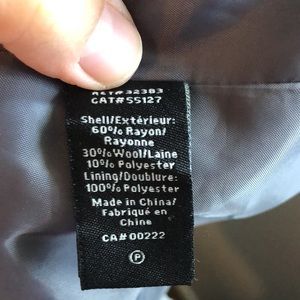 CAT#55127
Shell/Extérieur:
60% Rayon/
Rayonne
30% Wool/Laine
10% Polyester
Lining/Doublure:
100% Polyester
Made in China/
Fabriqué en
Chine
CA# 00222
P